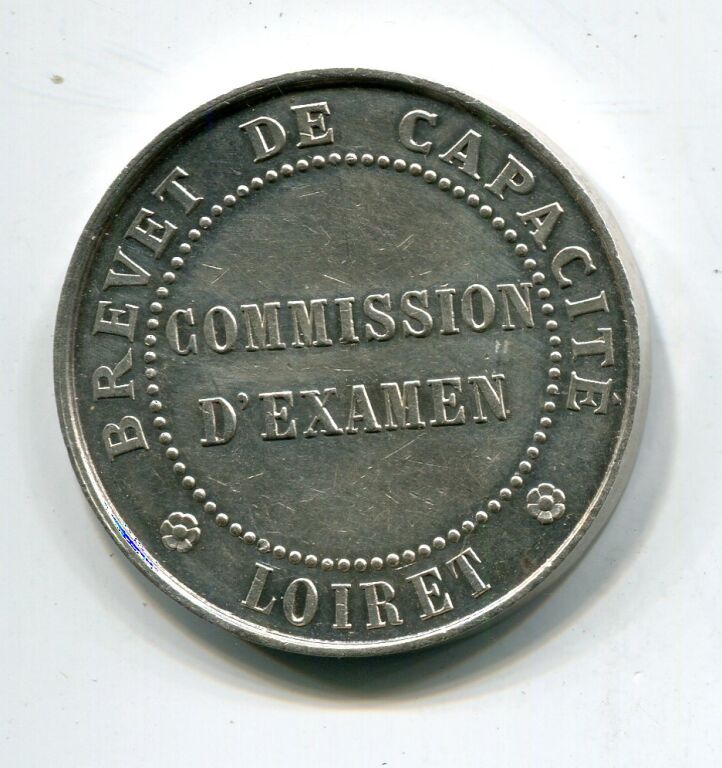 BREVET DE CAPACITÉ
COMMISSION
D'EXAMEN
LOIRET